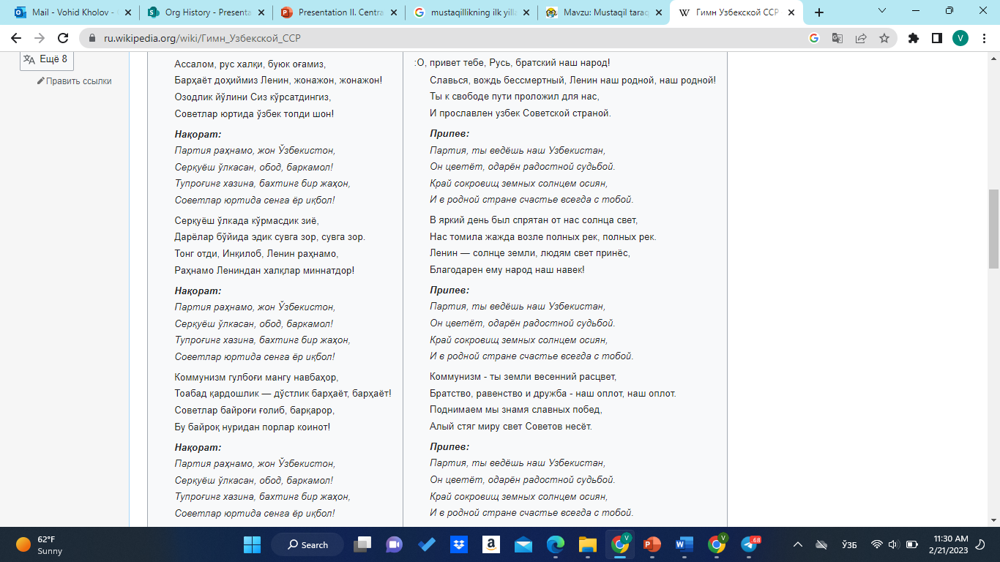 Mail - Vohid Kholov -
Org History - Presenta
Presentation II. Centra
mustaqillikning ilk yilla
Mavzu: Mustaqil taraq
Гимн Узбекской ССР
ru.wikipedia.org/wiki/Гимн_Узбекской_ССР
V
Ещё 8
Править ссылки
Ассалом, рус халқи, буюк оғамиз,
Барҳаёт доҳиймиз Ленин, жонажон, жонажон!
Озодлик йўлини Сиз кўрсатдингиз,
Советлар юртида ўзбек топди шон!
Нақорат:
Партия раҳнамо, жон Ўзбекистон,
Серқуёш ўлкасан, обод, баркамол!
Тупроғинг хазина, бахтинг бир жаҳон,
Советлар юртида сенга ёр иқбол!
Серқуёш ўлкада кўрмасдик зиё,
Дарёлар бўйида эдик сувга зор, сувга зор.
Тонг отди, Инқилоб, Ленин раҳнамо,
Раҳнамо Лениндан халқлар миннатдор!
Нақорат:
Партия раҳнамо, жон Ўзбекистон,
Серқуёш ўлкасан, обод, баркамол!
Тупроғинг хазина, бахтинг бир жаҳон,
Советлар юртида сенга ёр иқбол!
Коммунизм гулбоғи мангу навбаҳор,
Тоабад қардошлик — дўстлик барҳаёт, барҳаёт!
Советлар байроғи ғолиб, барқарор,
Бу байроқ нуридан порлар коинот!
Нақорат:
Партия раҳнамо, жон Ўзбекистон,
Серқуёш ўлкасан, обод, баркамол!
Тупроғинг хазина, бахтинг бир жаҳон,
Советлар юртида сенга ёр иқбол!
:О, привет тебе, Русь, братский наш народ!
Славься, вождь бессмертный, Ленин наш родной, наш родной!
Ты к свободе пути проложил для нас,
И прославлен узбек Советской страной.
Припев:
Партия, ты ведёшь наш Узбекистан,
Он цветёт, одарён радостной судьбой.
Край сокровищ земных солнцем осиян,
И в родной стране счастье всегда с тобой.
В яркий день был спрятан от нас солнца свет,
Нас томила жажда возле полных рек, полных рек.
Ленин — солнце земли, людям свет принёс,
Благодарен ему народ наш навек!
Припев:
Партия, ты ведёшь наш Узбекистан,
Он цветёт, одарён радостной судьбой.
Край сокровищ земных солнцем осиян,
И в родной стране счастье всегда с тобой.
Коммунизм - ты земли весенний расцвет,
Братство, равенство и дружба - наш оплот, наш оплот.
Поднимаем мы знамя славных побед,
Алый стяг миру свет Советов несёт.
Припев:
Партия, ты ведёшь наш Узбекистан,
Он цветёт, одарён радостной судьбой.
Край сокровищ земных солнцем осиян,
И в родной стране счастье всегда с тобой.
62°F
Sunny
Search
.68
ЎЗБ
11:30 AM
2/21/2023